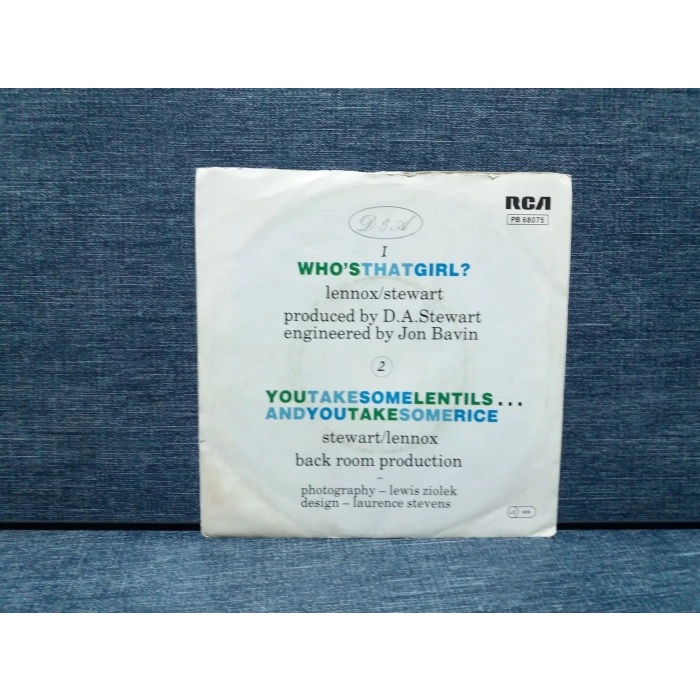 RCA
PB 68075
D & A
1
WHO'STHATGIRL?
lennox/stewart
produced by D.A.Stewart
engineered by Jon Bavin
2
YOUTAKESOMELENTILS...
ANDYOUTAKESOMERICE
stewart/lennox
back room production
–
photography – lewis ziolek
design – laurence stevens
LC